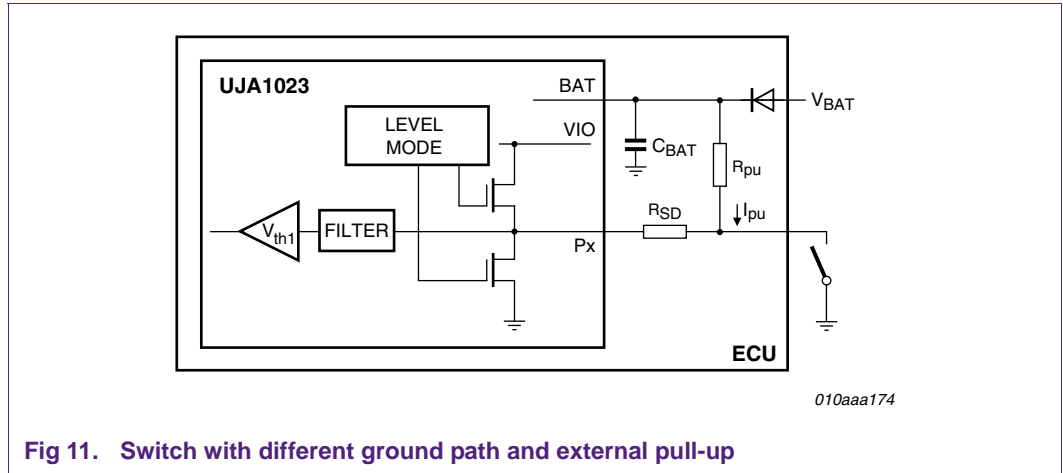 UJA1023
BAT
V_BAT
LEVEL
MODE
VIO
C_BAT
R_pu
R_SD
I_pu
V_th1
FILTER
Px
ECU
010aaa174
Fig 11. Switch with different ground path and external pull-up